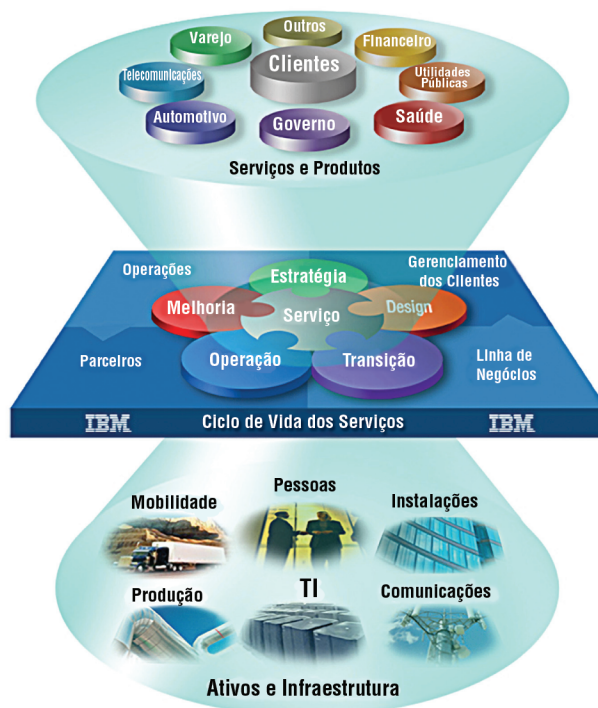 Outros
Varejo
Financeiro
Clientes
Telecomunicações
Utilidades
Públicas
Automotivo
Governo
Saúde
Serviços e Produtos
Operações
Gerenciamento
dos Clientes
Estratégia
Melhoria
Serviço
Design
Parceiros
Operação
Transição
Linha de
Negócios
IBM
Ciclo de Vida dos Serviços
IBM
Pessoas
Mobilidade
Instalações
Produção
TI
Comunicações
Ativos e Infraestrutura